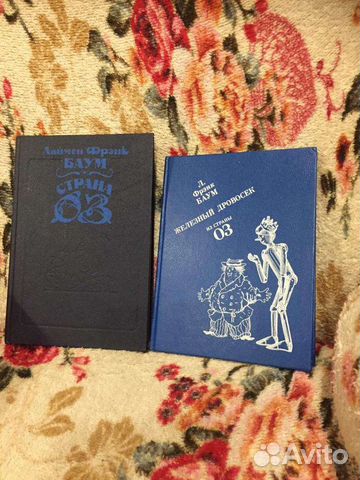 Лаймен Фрэнк
БАУМ
СТРАНА
ОЗ
Л.
Фрэнк
БАУМ
ЖЕЛЕЗНЫЙ ДРОВОСЕК
ИЗ СТРАНЫ
ОЗ
Avito